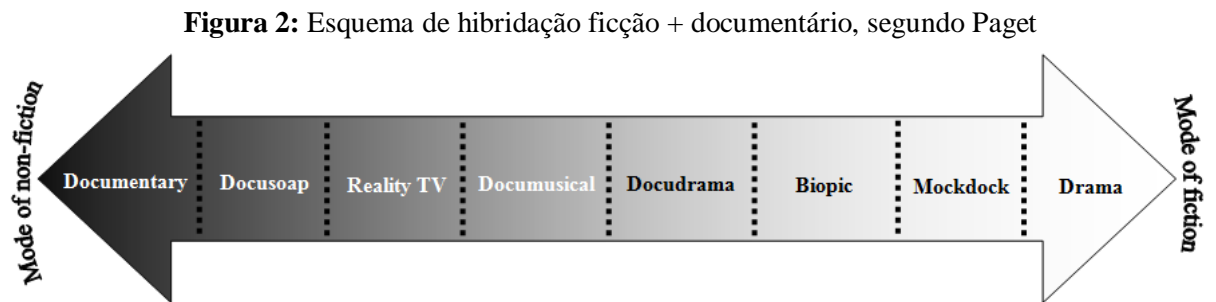 Figura 2: Esquema de hibridação ficção + documentário, segundo Paget
Mode of non-fiction
Documentary
Docusoap
Reality TV
Documusical
Docudrama
Biopic
Mockdock
Drama
Mode of fiction